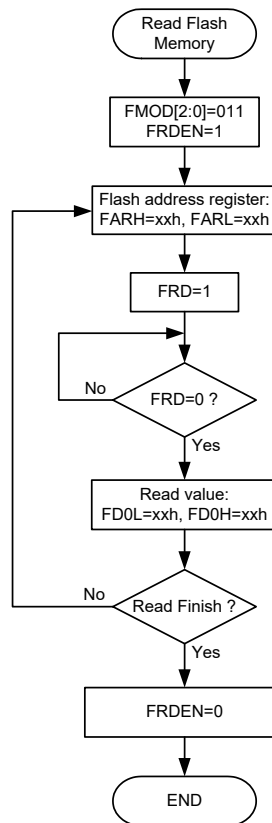 Read Flash
Memory
FMOD[2:0]=011
FRDEN=1
Flash address register:
FARH=xxh, FARL=xxh
FRD=1
No
FRD=0 ?
Yes
Read value:
FD0L=xxh, FD0H=xxh
No
Read Finish ?
Yes
FRDEN=0
END